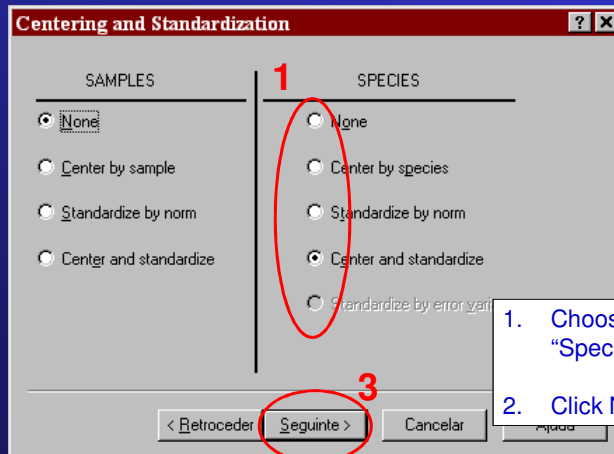 Centering and Standardization
SAMPLES
None
Center by sample
Standardize by norm
Center and standardize
1
SPECIES
None
Center by species
Standardize by norm
Center and standardize
Standardize by error
3
< Retroceder
Seguinte >
Cancelar
Ajuda
1.
2. Click